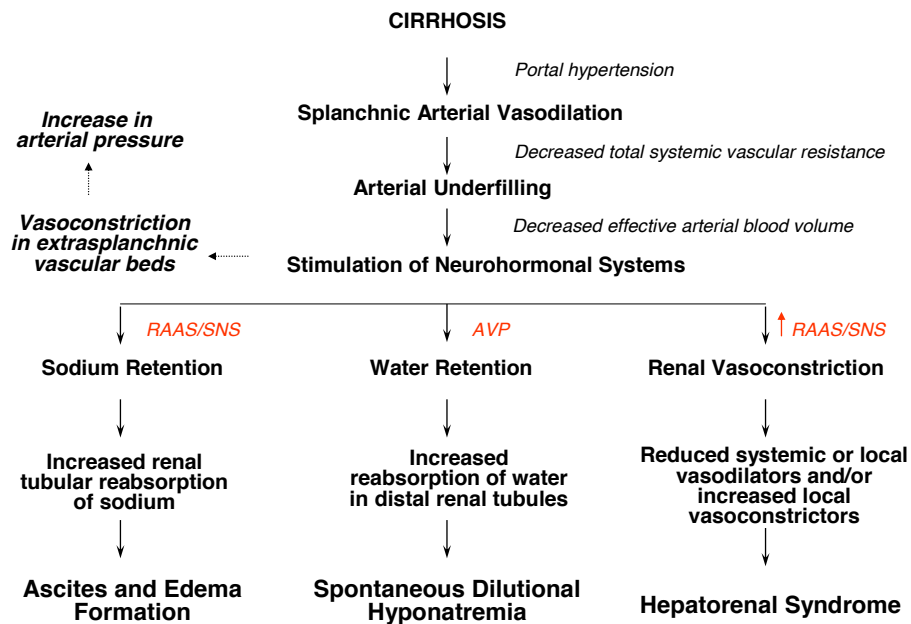 CIRRHOSIS
Portal hypertension
Splanchnic Arterial Vasodilation
Increase in
arterial pressure
Decreased total systemic vascular resistance
Arterial Underfilling
Vasoconstriction
in extrasplanchnic
vascular beds
Decreased effective arterial blood volume
Stimulation of Neurohormonal Systems
RAAS/SNS
AVP
RAAS/SNS
Sodium Retention
Water Retention
Renal Vasoconstriction
Increased renal
tubular reabsorption
of sodium
Increased
reabsorption of water
in distal renal tubules
Reduced systemic or local
vasodilators and/or
increased local
vasoconstrictors
Ascites and Edema
Formation
Spontaneous Dilutional
Hyponatremia
Hepatorenal Syndrome